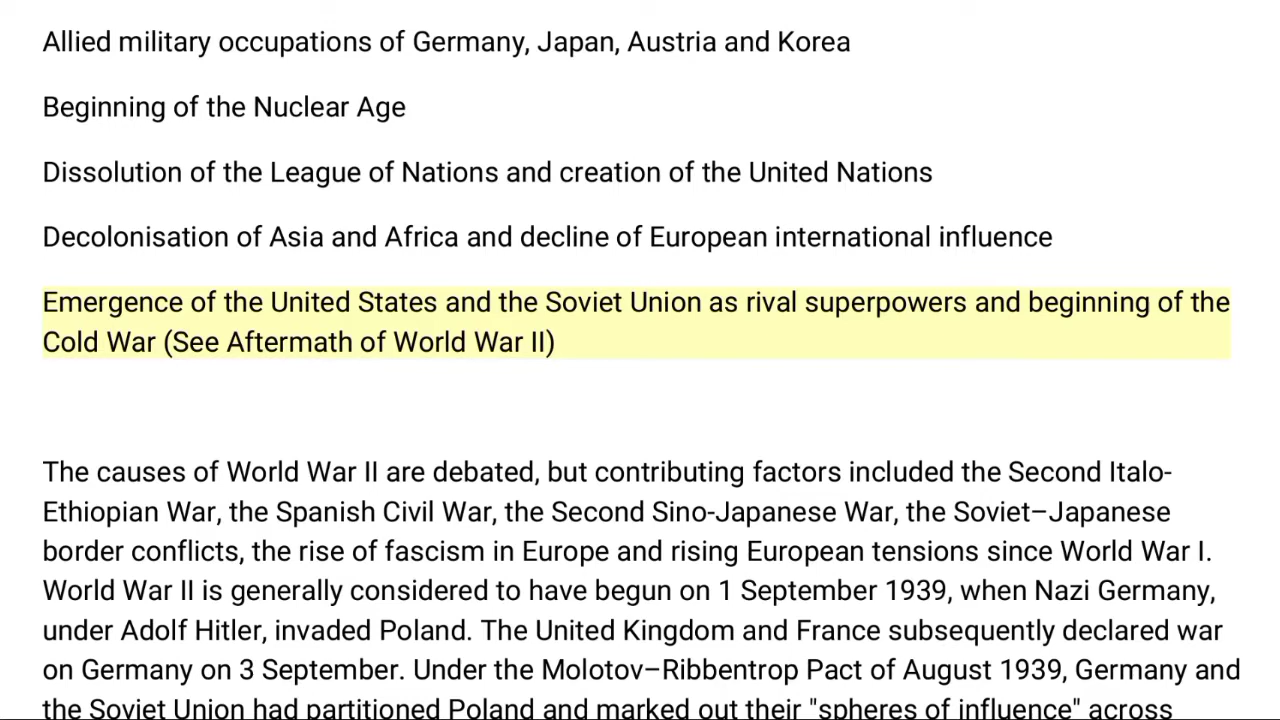 Allied military occupations of Germany, Japan, Austria and Korea
Beginning of the Nuclear Age
Dissolution of the League of Nations and creation of the United Nations
Decolonisation of Asia and Africa and decline of European international influence
Emergence of the United States and the Soviet Union as rival superpowers and beginning of the
Cold War (See Aftermath of World War II)
The causes of World War II are debated, but contributing factors included the Second Italo-
Ethiopian War, the Spanish Civil War, the Second Sino-Japanese War, the Soviet–Japanese
border conflicts, the rise of fascism in Europe and rising European tensions since World War I.
World War II is generally considered to have begun on 1 September 1939, when Nazi Germany,
under Adolf Hitler, invaded Poland. The United Kingdom and France subsequently declared war
on Germany on 3 September. Under the Molotov–Ribbentrop Pact of August 1939, Germany and
the Soviet Union had partitioned Poland and marked out their "spheres of influence" across